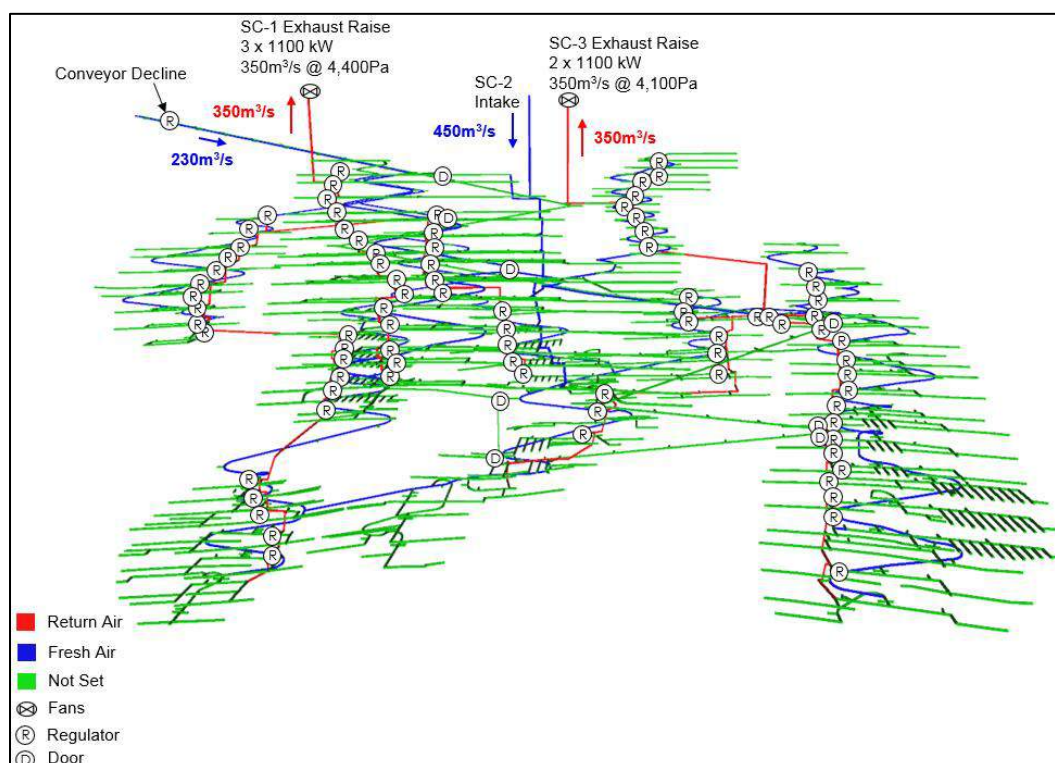 SC-1 Exhaust Raise
3 x 1100 kW
350m³/s @ 4,400Pa
SC-3 Exhaust Raise
2 x 1100 kW
350m³/s @ 4,100Pa
Conveyor Decline
SC-2
Intake
350m³/s
450m³/s
350m³/s
230m³/s
Return Air
Fresh Air
Not Set
Fans
R Regulator
D Door